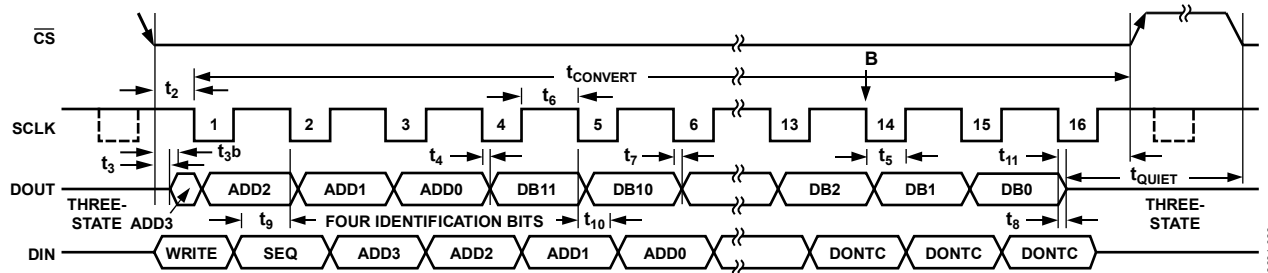 CS
B
tCONVERT
t2
t6
SCLK
1
2
3
4
5
6
13
14
15
16
t3b
t3
t4
t7
t5
t11
tQUIET
DOUT
ADD2
ADD1
ADD0
DB11
DB10
DB2
DB1
DB0
THREE-
STATE
ADD3
t9
FOUR IDENTIFICATION BITS
t10
t8
THREE-
STATE
DIN
WRITE
SEQ
ADD3
ADD2
ADD1
ADD0
DONTC
DONTC
DONTC